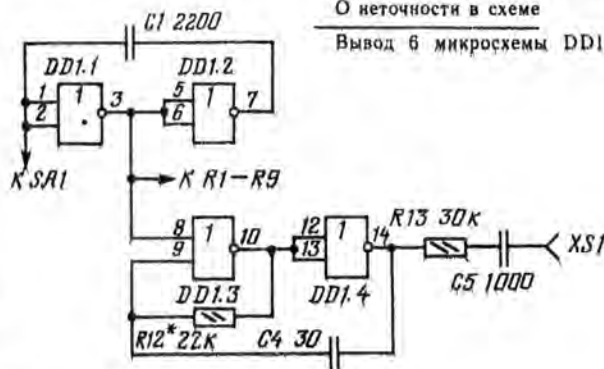 О неточности в схеме
Вывод 6 микросхемы DD1
C1 2200
DD1.1
DD1.2
1
2
1
3
5
6
1
7
К SA1
К R1-R9
8
9
1
10
12
13
1
14
R13 30к
XS1
DD1.3
DD1.4
C5 1000
R12* 22к
C4 30